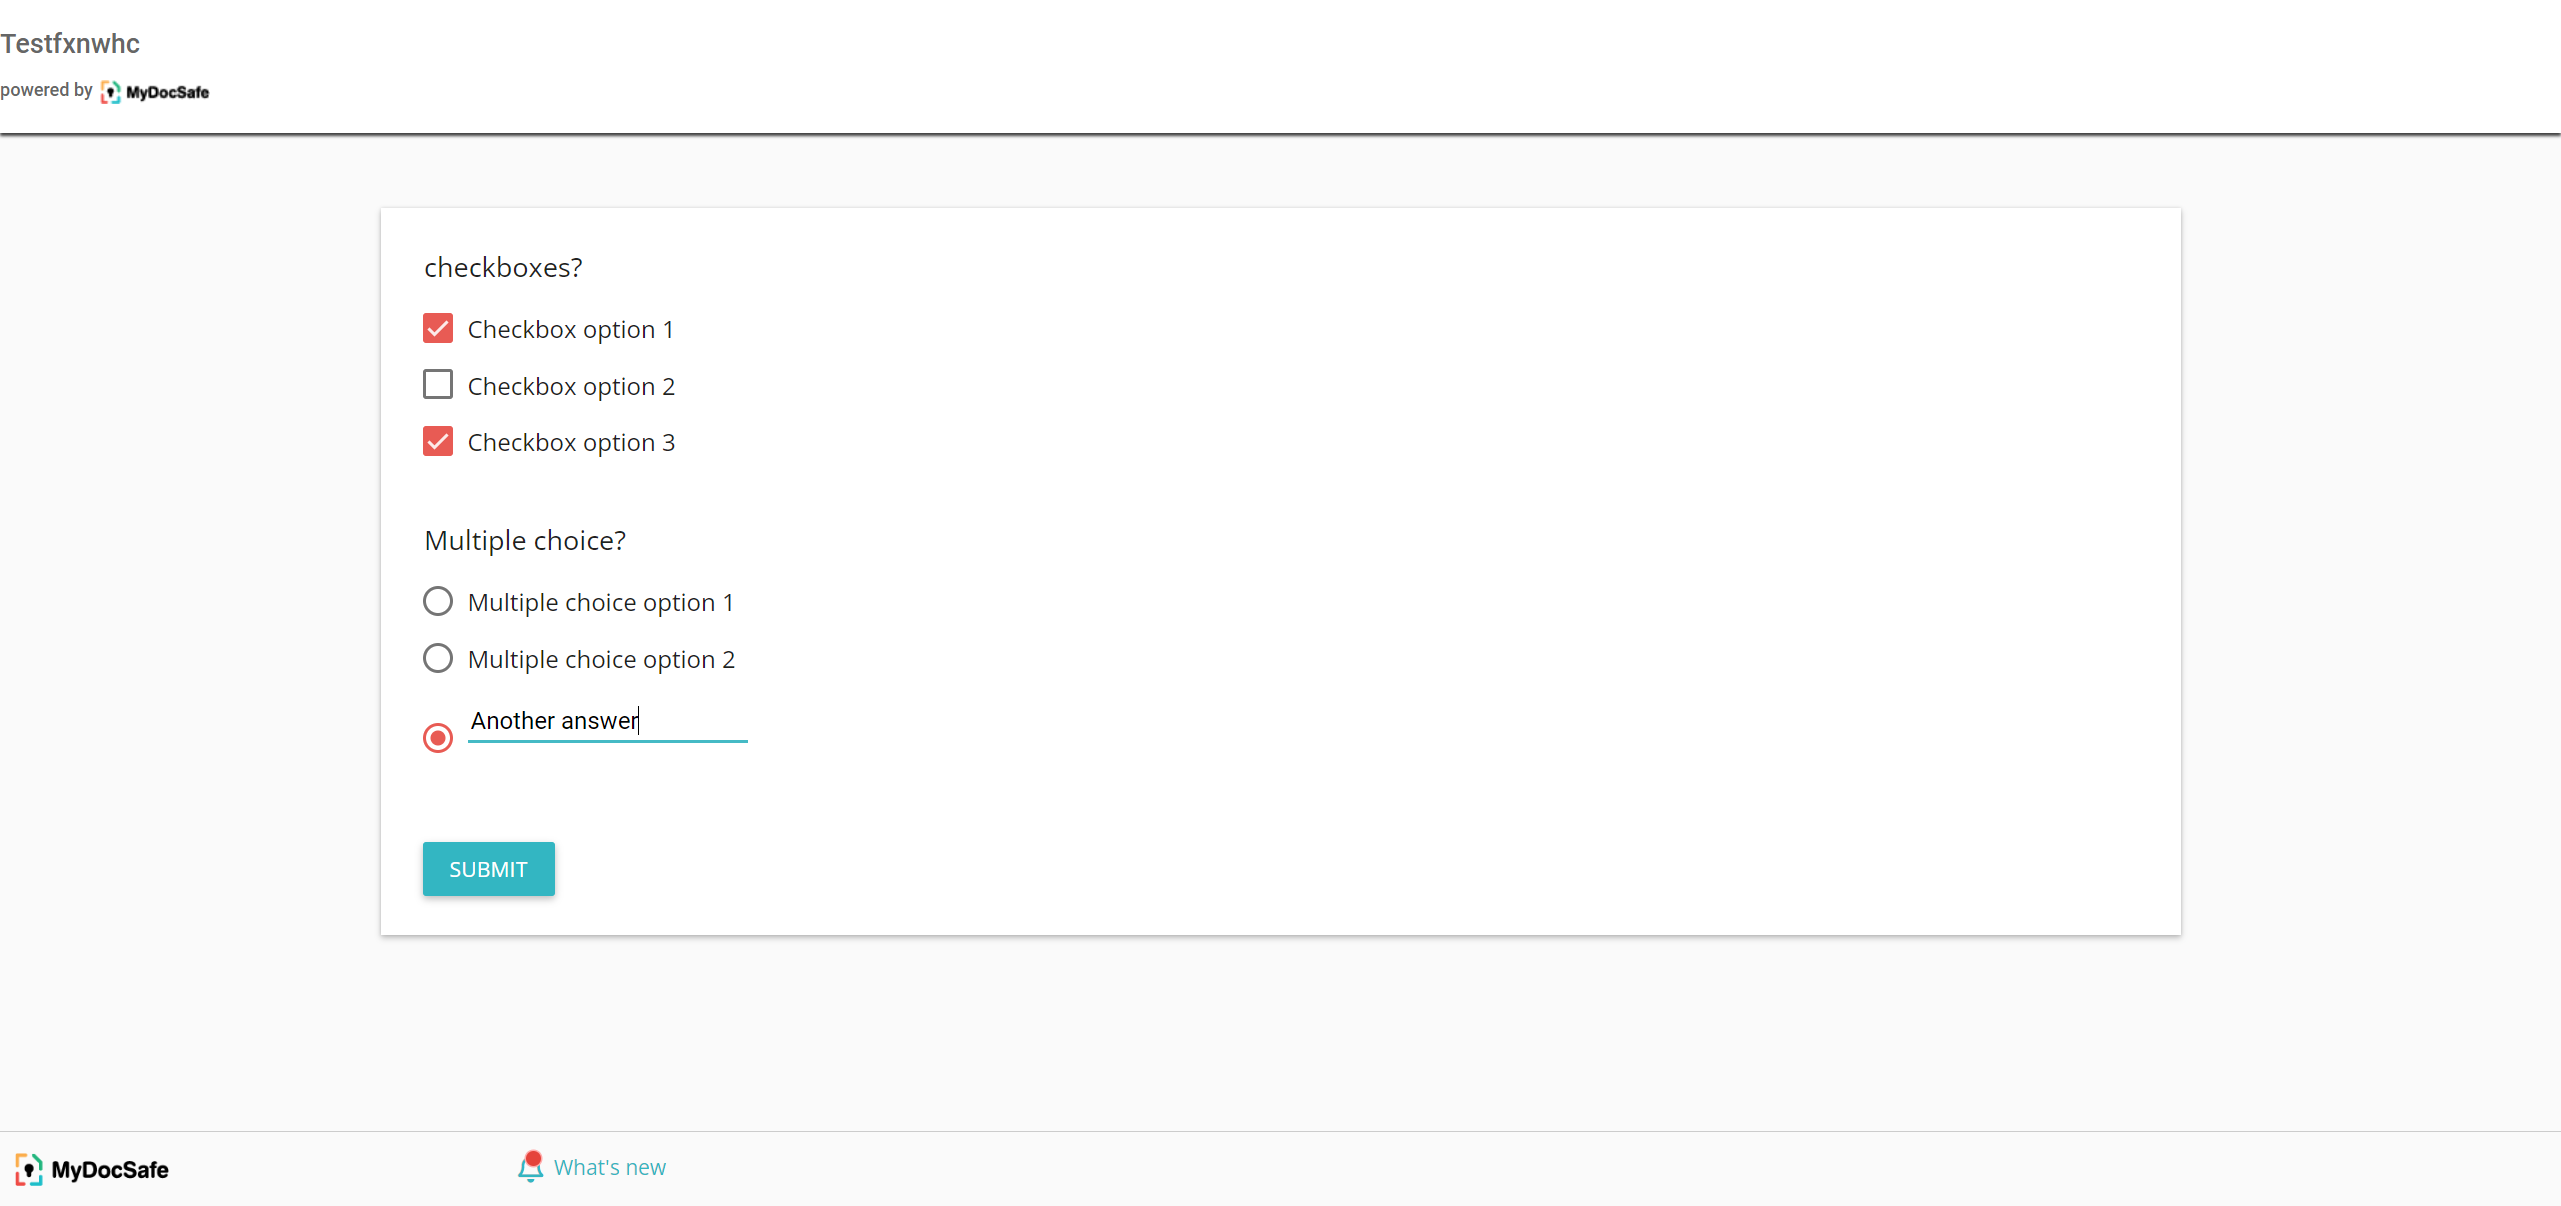 Testfxnwhc
powered by MyDocSafe
checkboxes?
Checkbox option 1
Checkbox option 2
Checkbox option 3
Multiple choice?
Multiple choice option 1
Multiple choice option 2
Another answer
SUBMIT
MyDocSafe
What's new